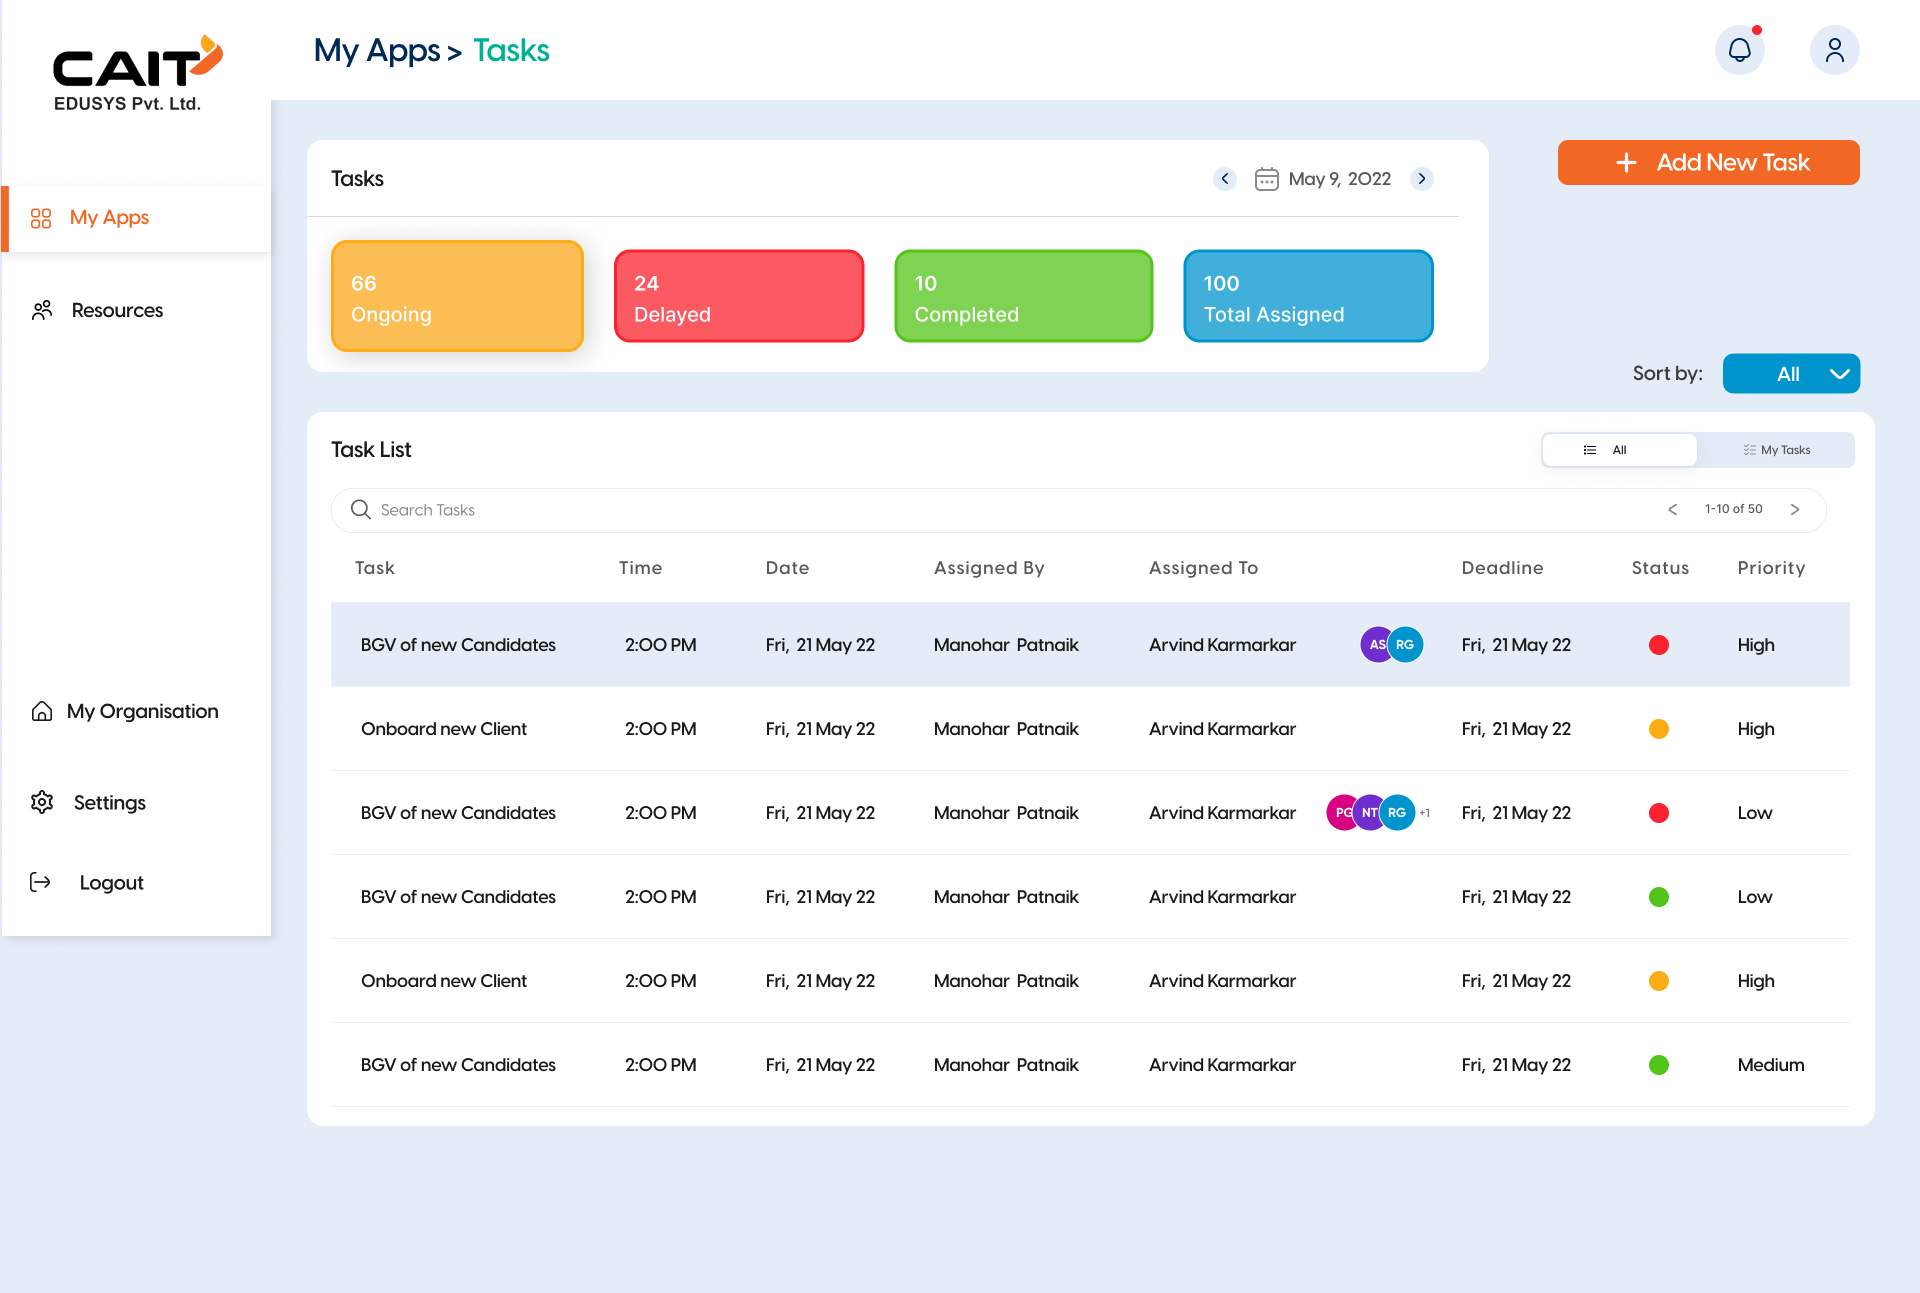 CAIT
EDUSYS Pvt. Ltd.
My Apps > Tasks
My Apps
Resources
My Organisation
Settings
Logout
Tasks
May 9, 2022
Add New Task
66
Ongoing
24
Delayed
10
Completed
100
Total Assigned
Sort by: All
Task List
All
My Tasks
Search Tasks
< 1-10 of 50 >
Task Time Date Assigned By Assigned To Deadline Status Priority
BGV of new Candidates 2:00 PM Fri, 21 May 22 Manohar Patnaik Arvind Karmarkar AS RG Fri, 21 May 22 High
Onboard new Client 2:00 PM Fri, 21 May 22 Manohar Patnaik Arvind Karmarkar Fri, 21 May 22 High
BGV of new Candidates 2:00 PM Fri, 21 May 22 Manohar Patnaik Arvind Karmarkar PG NT RG +1 Fri, 21 May 22 Low
BGV of new Candidates 2:00 PM Fri, 21 May 22 Manohar Patnaik Arvind Karmarkar Fri, 21 May 22 Low
Onboard new Client 2:00 PM Fri, 21 May 22 Manohar Patnaik Arvind Karmarkar Fri, 21 May 22 High
BGV of new Candidates 2:00 PM Fri, 21 May 22 Manohar Patnaik Arvind Karmarkar Fri, 21 May 22 Medium